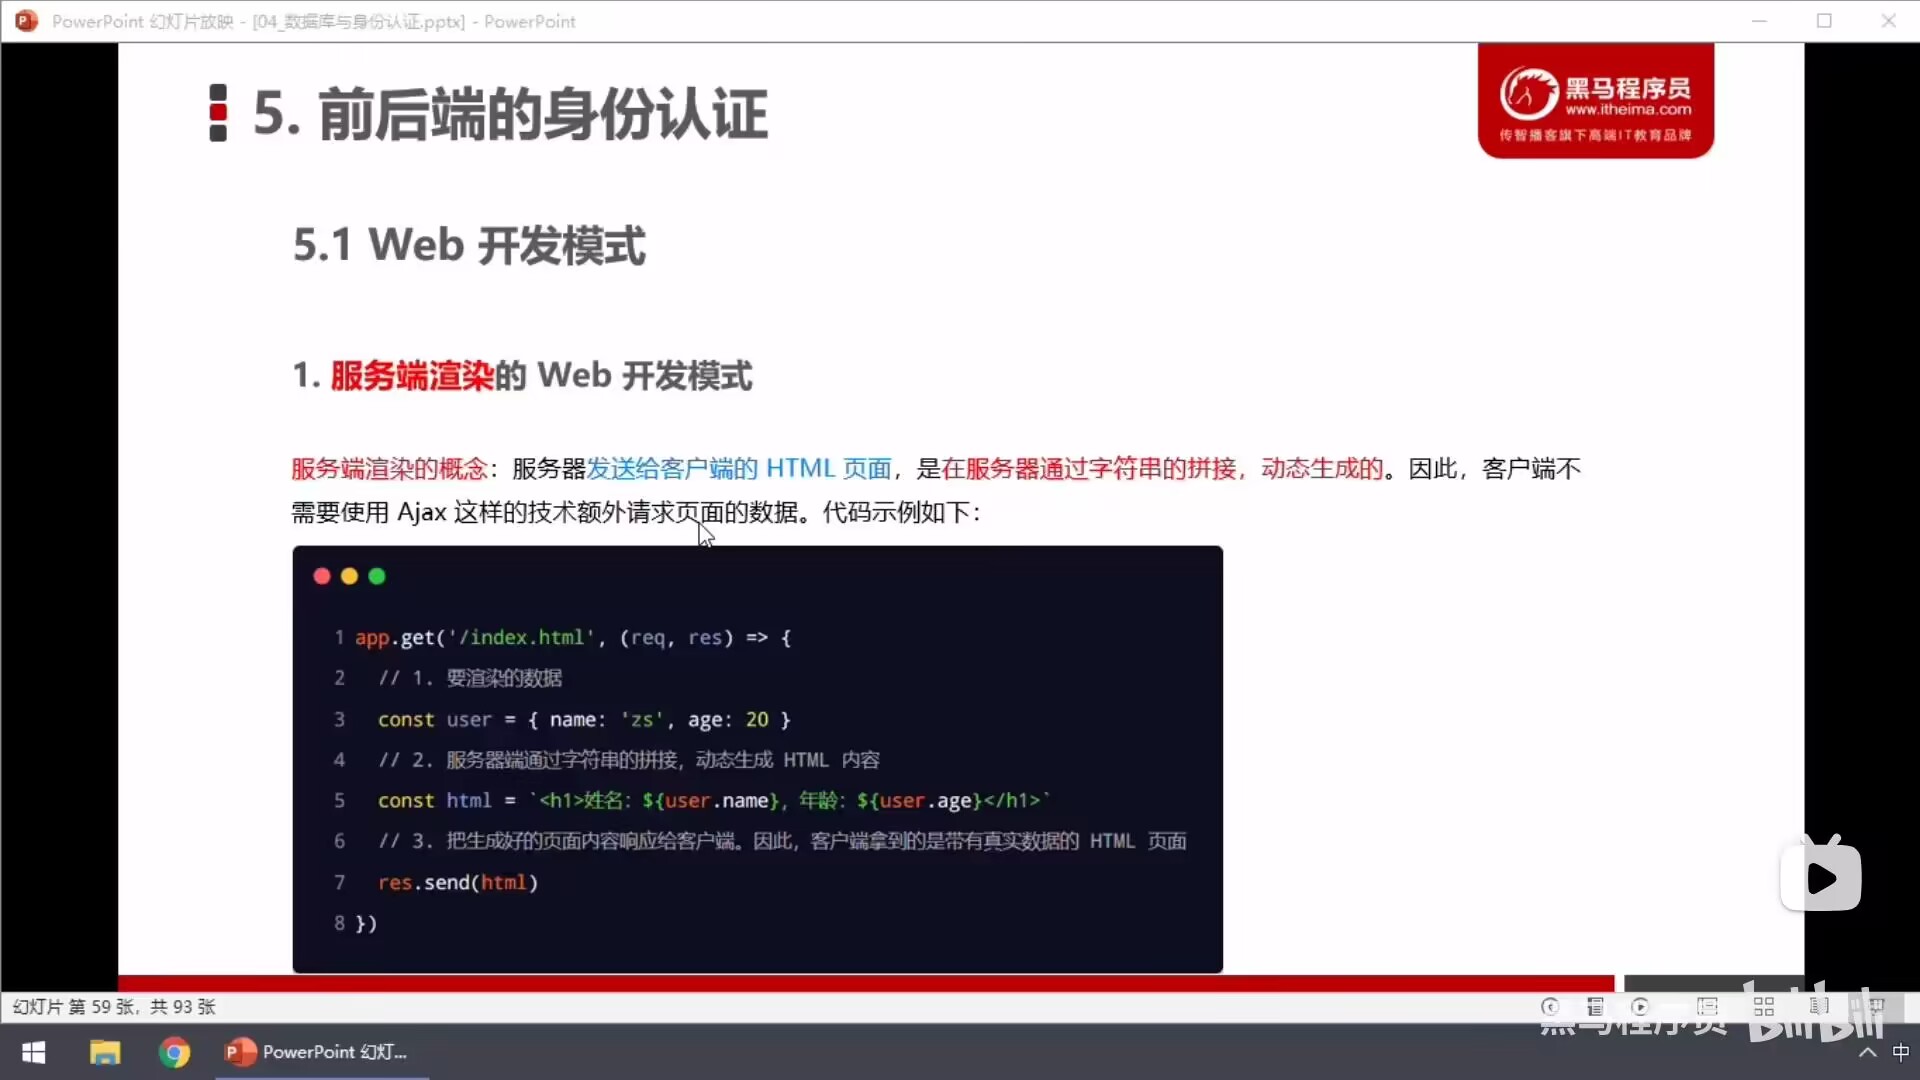 PowerPoint 幻灯片放映 - [04_数据库与身份认证.pptx] - PowerPoint
黑马程序员
www.itheima.com
传智播客旗下高端IT教育品牌
5. 前后端的身份认证
5.1 Web 开发模式
1. 服务端渲染的 Web 开发模式
服务端渲染的概念：服务器发送给客户端的 HTML 页面，是在服务器通过字符串的拼接，动态生成的。因此，客户端不
需要使用 Ajax 这样的技术额外请求页面的数据。代码示例如下：
1 app.get('/index.html', (req, res) => {
2   // 1. 要渲染的数据
3   const user = { name: 'zs', age: 20 }
4   // 2. 服务器端通过字符串的拼接，动态生成 HTML 内容
5   const html = `<h1>姓名：${user.name}，年龄：${user.age}</h1>`
6   // 3. 把生成好的页面内容响应给客户端。因此，客户端拿到的是带有真实数据的 HTML 页面
7   res.send(html)
8 })
幻灯片 第 59 张，共 93 张
黑马程序员 bilibili
PowerPoint 幻灯...
中